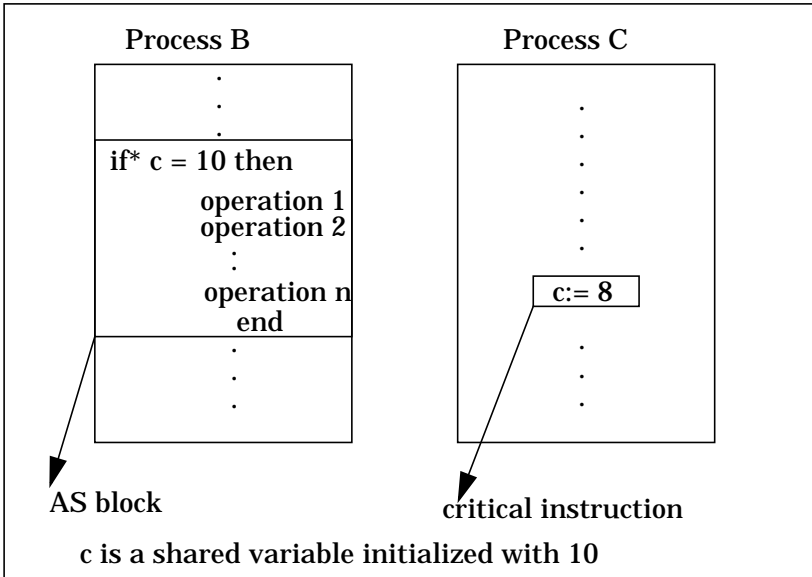 Process B
Process C
if* c = 10 then
operation 1
operation 2
operation n
end
c:= 8
AS block
critical instruction
c is a shared variable initialized with 10